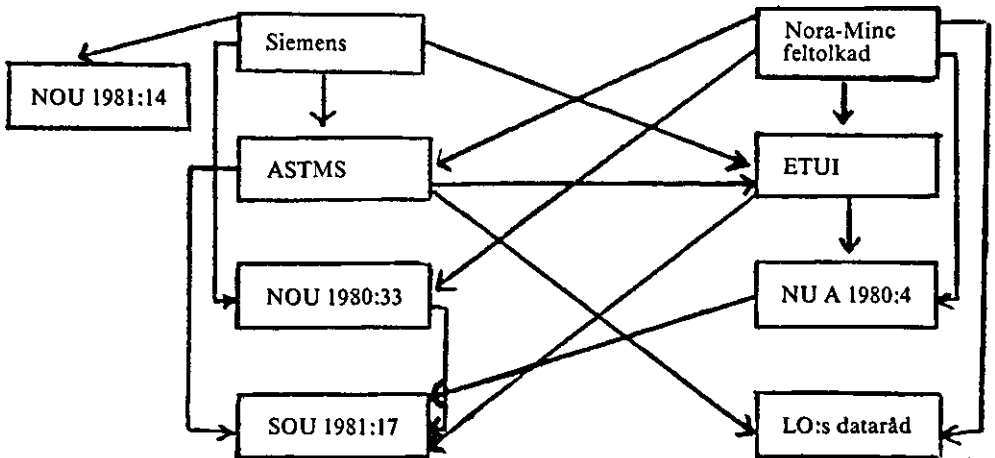 Siemens
Nora-Minc
feltolkad
NOU 1981:14
ASTMS
ETUI
NOU 1980:33
NU A 1980:4
SOU 1981:17
LO:s dataråd